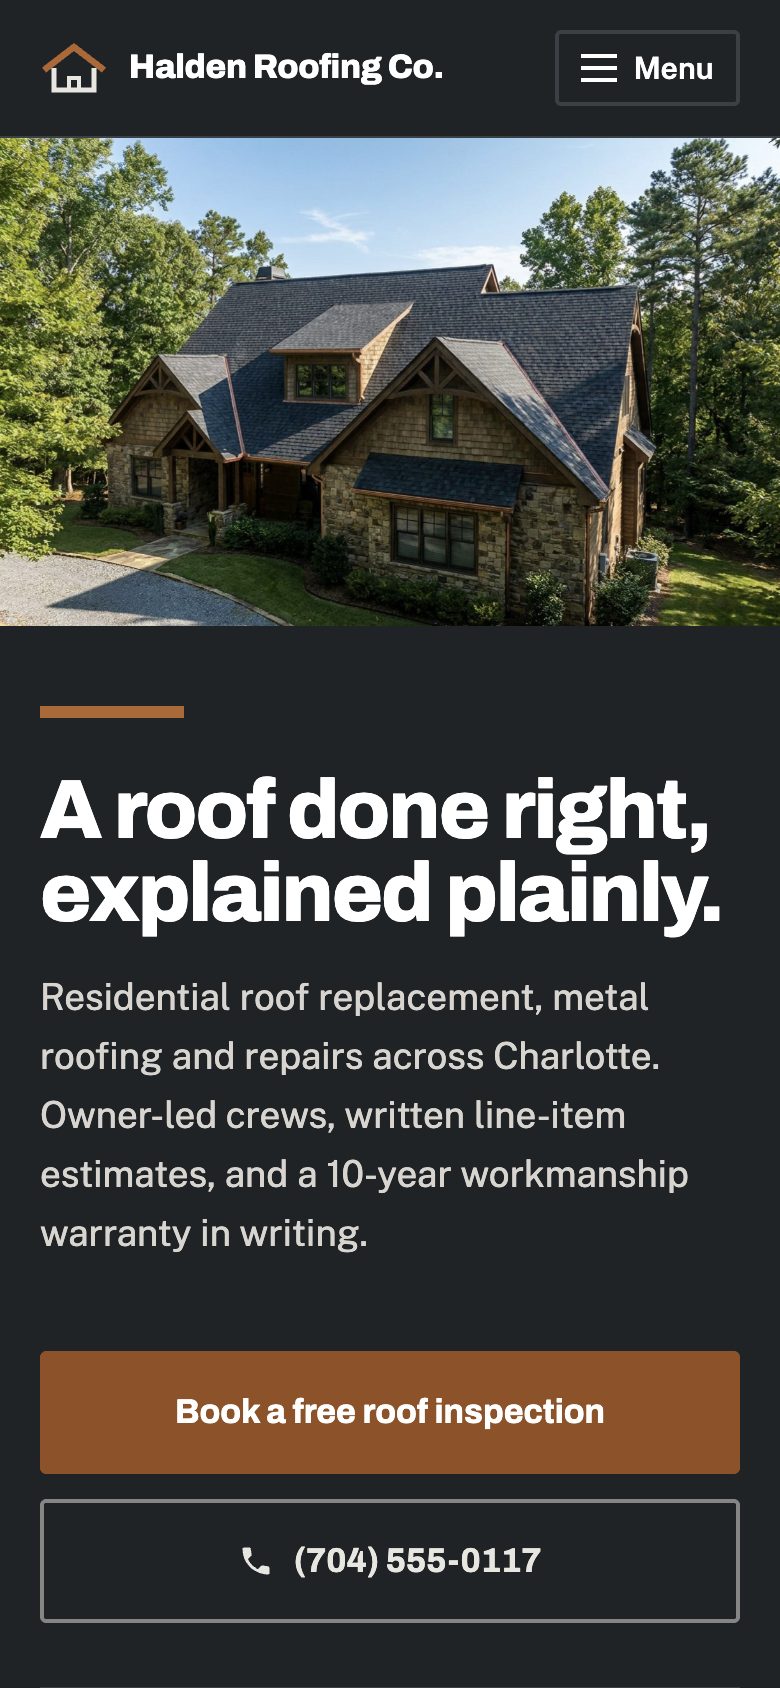 Halden Roofing Co.
Menu
A roof done right,
explained plainly.
Residential roof replacement, metal
roofing and repairs across Charlotte.
Owner-led crews, written line-item
estimates, and a 10-year workmanship
warranty in writing.
Book a free roof inspection
(704) 555-0117